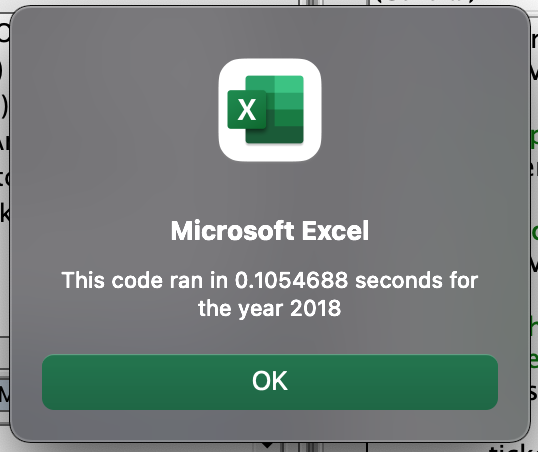 X
Microsoft Excel
This code ran in 0.1054688 seconds for
the year 2018
OK